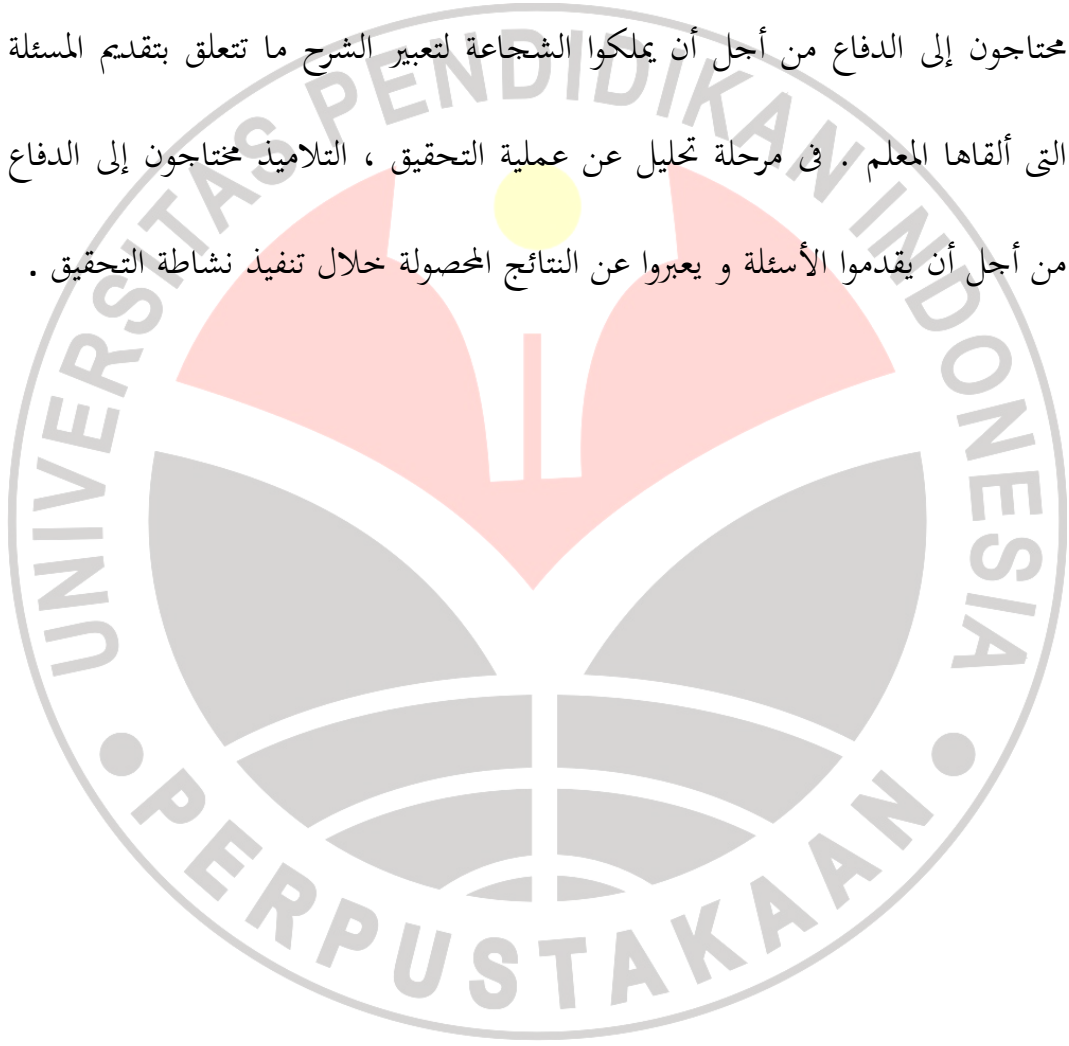 محتاجون إلى الدفاع من أجل أن يملكوا الشجاعة لتعبير الشرح ما تتعلق بتقديم المسئلة
التى ألقاها المعلم . فى مرحلة تحليل عن عملية التحقيق ، التلاميذ مختاجون إلى الدفاع
من أجل أن يقدموا الأسئلة و يعبروا عن النتائج المحصولة خلال تنفيذ نشاطة التحقيق .
UNIVERSITAS PENDIDIKAN INDONESIA
PERPUSTAKAAN